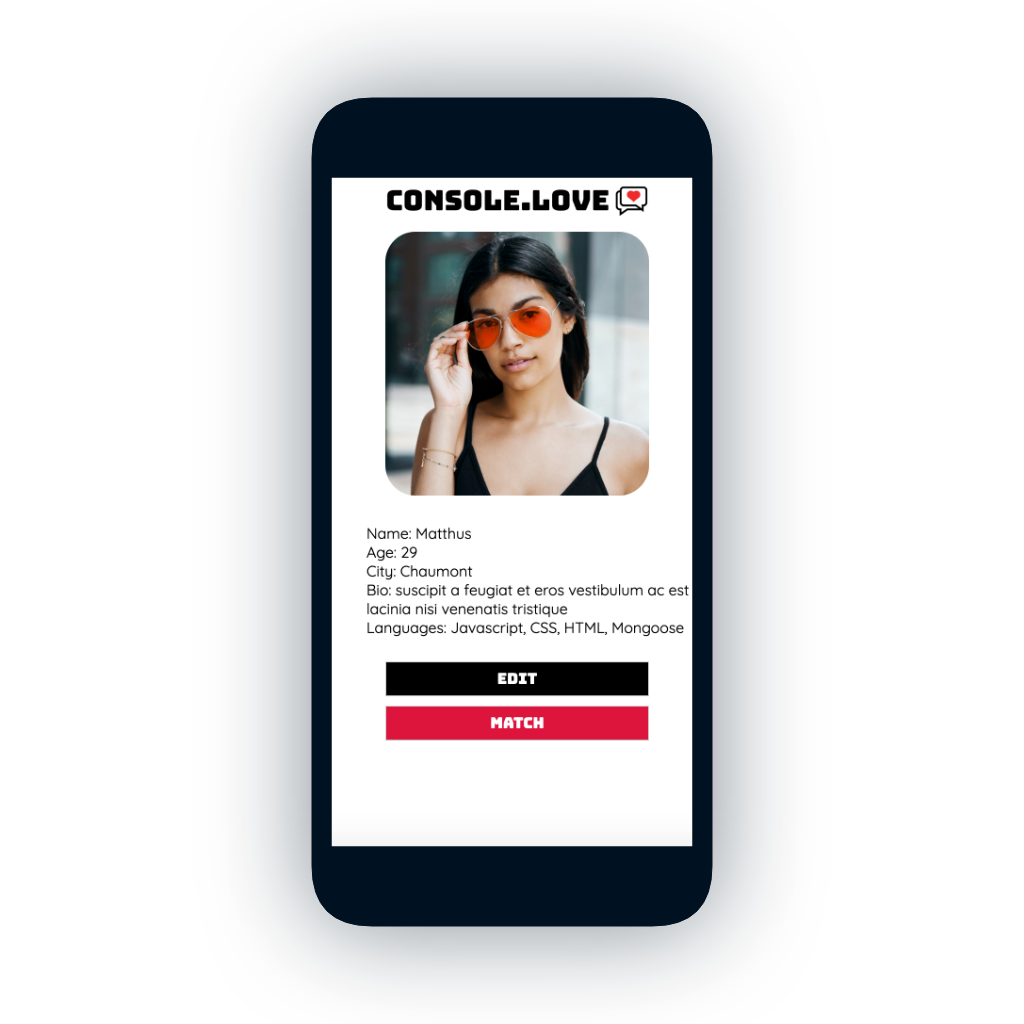 CONSOLE.LOVE
Name: Matthus
Age: 29
City: Chaumont
Bio: suscipit a feugiat et eros vestibulum ac est
lacinia nisi venenatis tristique
Languages: Javascript, CSS, HTML, Mongoose
EDIT
MATCH